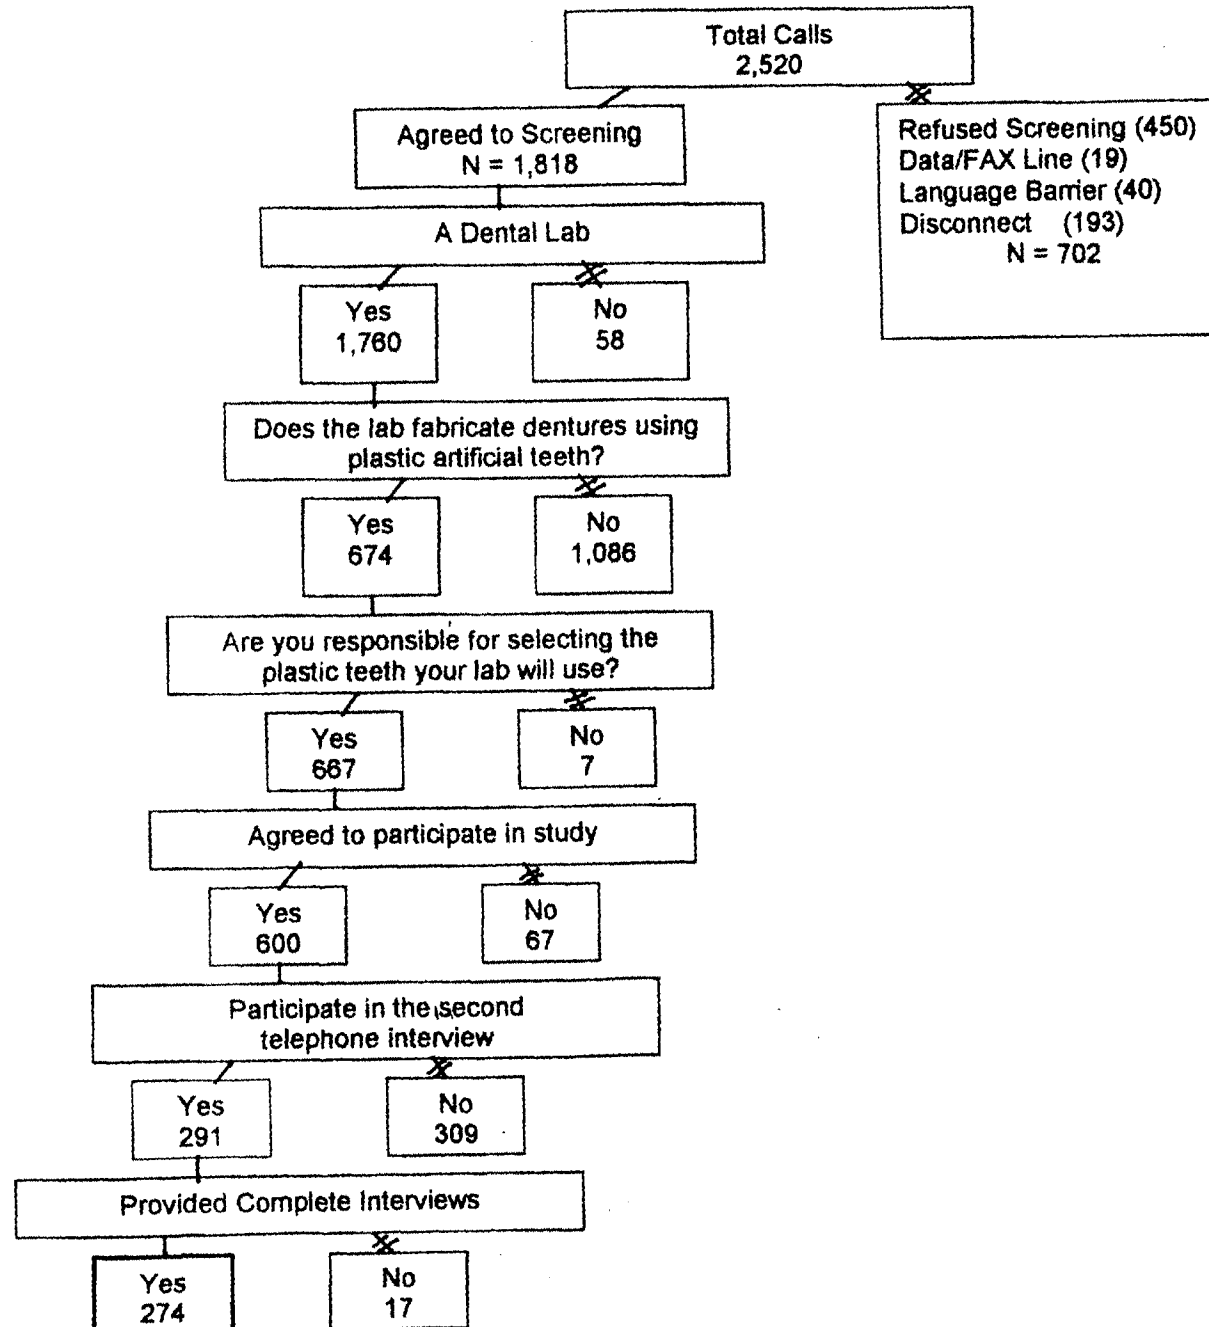 Total Calls
2,520
Agreed to Screening
N = 1,818
Refused Screening (450)
Data/FAX Line (19)
Language Barrier (40)
Disconnect (193)
N = 702
A Dental Lab
Yes
1,760
No
58
Does the lab fabricate dentures using
plastic artificial teeth?
Yes
674
No
1,086
Are you responsible for selecting the
plastic teeth your lab will use?
Yes
667
No
7
Agreed to participate in study
Yes
600
No
67
Participate in the second
telephone interview
Yes
291
No
309
Provided Complete Interviews
Yes
274
No
17